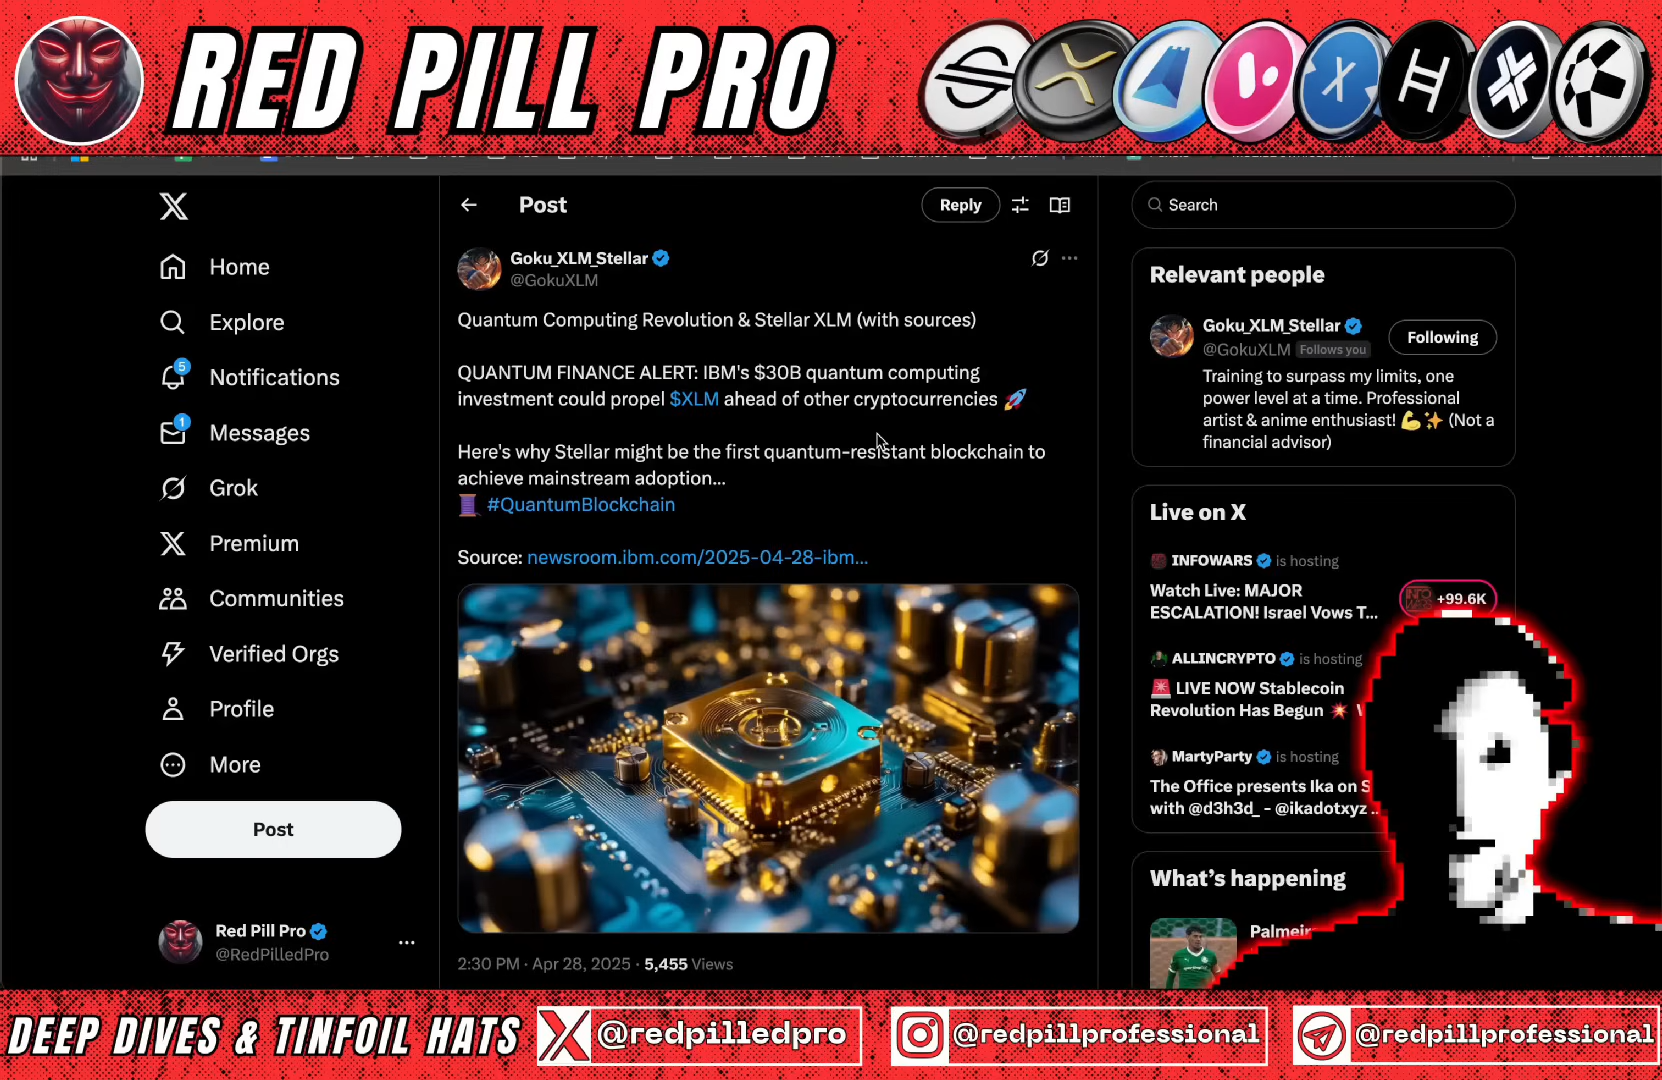 RED PILL PRO
Post
Reply
Search
Goku_XLM_Stellar
@GokuXLM
Quantum Computing Revolution & Stellar XLM (with sources)
QUANTUM FINANCE ALERT: IBM's $30B quantum computing
investment could propel $XLM ahead of other cryptocurrencies 🚀
Here's why Stellar might be the first quantum-resistant blockchain to
achieve mainstream adoption...
🧵 #QuantumBlockchain
Source: newsroom.ibm.com/2025-04-28-ibm...
2:30 PM · Apr 28, 2025 · 5,455 Views
Home
Explore
5
Notifications
1
Messages
Grok
Premium
Communities
Verified Orgs
Profile
More
Post
Red Pill Pro
@RedPilledPro
Relevant people
Goku_XLM_Stellar
@GokuXLM Follows you
Following
Training to surpass my limits, one
power level at a time. Professional
artist & anime enthusiast! 💪✨ (Not a
financial advisor)
Live on X
INFOWARS is hosting
Watch Live: MAJOR
ESCALATION! Israel Vows T...
+99.6K
ALLINCRYPTO is hosting
🚨 LIVE NOW Stablecoin
Revolution Has Begun 💥
MartyParty is hosting
The Office presents Ika on S
with @d3h3d_ - @ikadotxyz ..
What's happening
Palmeir
DEEP DIVES & TINFOIL HATS
@redpilledpro
@redpillprofessional
@redpillprofessional